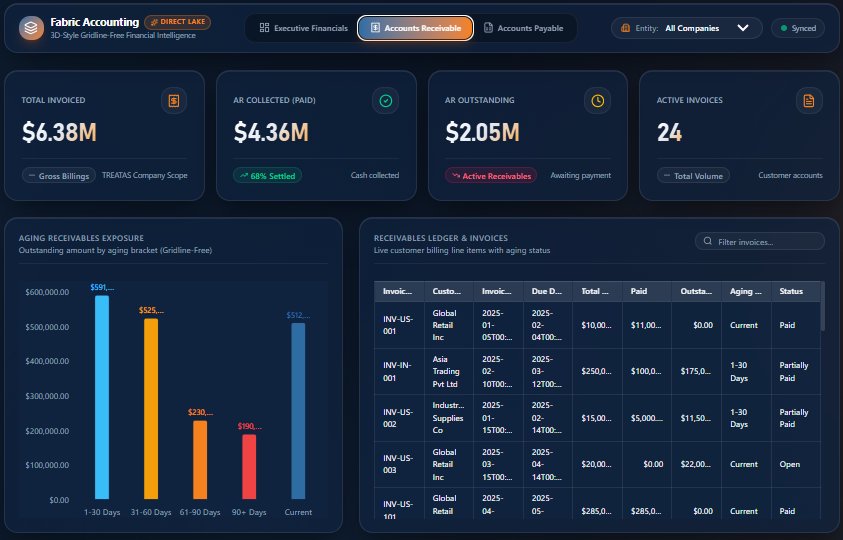 Fabric Accounting
DIRECT LAKE
3D-Style Gridline-Free Financial Intelligence
Executive Financials
Accounts Receivable
Accounts Payable
Entity: All Companies
Synced
TOTAL INVOICED
$6.38M
Gross Billings
TREATAS Company Scope
AR COLLECTED (PAID)
$4.36M
68% Settled
Cash collected
AR OUTSTANDING
$2.05M
Active Receivables
Awaiting payment
ACTIVE INVOICES
24
Total Volume
Customer accounts
AGING RECEIVABLES EXPOSURE
Outstanding amount by aging bracket (Gridline-Free)
$600,000.00
$500,000.00
$400,000.00
$300,000.00
$200,000.00
$100,000.00
$0.00
$591,...
$525,...
$230,...
$190,...
$512,...
1-30 Days
31-60 Days
61-90 Days
90+ Days
Current
RECEIVABLES LEDGER & INVOICES
Live customer billing line items with aging status
Filter invoices...
Invoic... Custo... Invoic... Due D... Total ... Paid Outsta... Aging ... Status
INV-US-001 Global Retail Inc 2025-01-05T00:... 2025-02-04T00:... $10,00... $11,00... $0.00 Current Paid
INV-IN-001 Asia Trading Pvt Ltd 2025-02-10T00:... 2025-03-12T00:... $250,0... $100,0... $175,0... 1-30 Days Partially Paid
INV-US-002 Industr... Supplies Co 2025-01-15T00:... 2025-02-14T00:... $15,00... $5,000.... $11,50... 1-30 Days Partially Paid
INV-US-003 Global Retail Inc 2025-03-15T00:... 2025-04-14T00:... $20,00... $0.00 $22,00... Current Open
INV-US-101 Global Retail 2025-04- 2025-05- $285,0... $285,0... $0.00 Current Paid